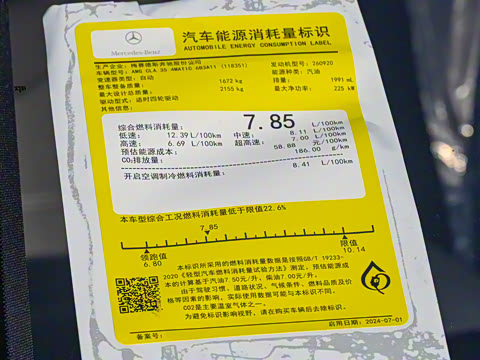 Mercedes-Benz
汽车能源消耗量标识
AUTOMOBILE ENERGY CONSUMPTION LABEL
生产企业：梅赛德斯奔驰股份公司
车辆型号：AMG CLA 35 4MATIC 6B3A11 (118351) 发动机型号：260920
变速器类型：自动 能源种类：汽油
整车整备质量： 1672 kg 排量： 1991 mL
最大设计总质量： 2155 kg 最大净功率： 225 kW
驱动型式：适时四轮驱动
其他信息：
综合燃料消耗量： 7.85 L/100km
低速： 12.39 L/100km 中速： 8.11 L/100km
高速： 6.69 L/100km 超高速： 7.00 L/100km
预估能源成本： 58.88 元/100km
CO2排放量： 186.00 g/km
开启空调制冷燃料消耗量： 8.41 L/100km
本车型综合工况燃料消耗量低于限值22.6%
7.85
领跑值 限值
6.80 10.14
本标识所采用的燃料消耗量数据是按照GB/T 19233-
2020《轻型汽车燃料消耗量试验方法》测定。预估能源成
本的计算基于汽油7.50元/升、柴油7.00元/升。
由于驾驶习惯、道路状况、气候条件、燃料品质及价
格等因素的影响，实际使用数据可能与本标识不同。
CO2是主要温室气体之一。
为避免标识影响视野，请在购买车辆后去除标识。
备案号： 启用日期：2024-07-01